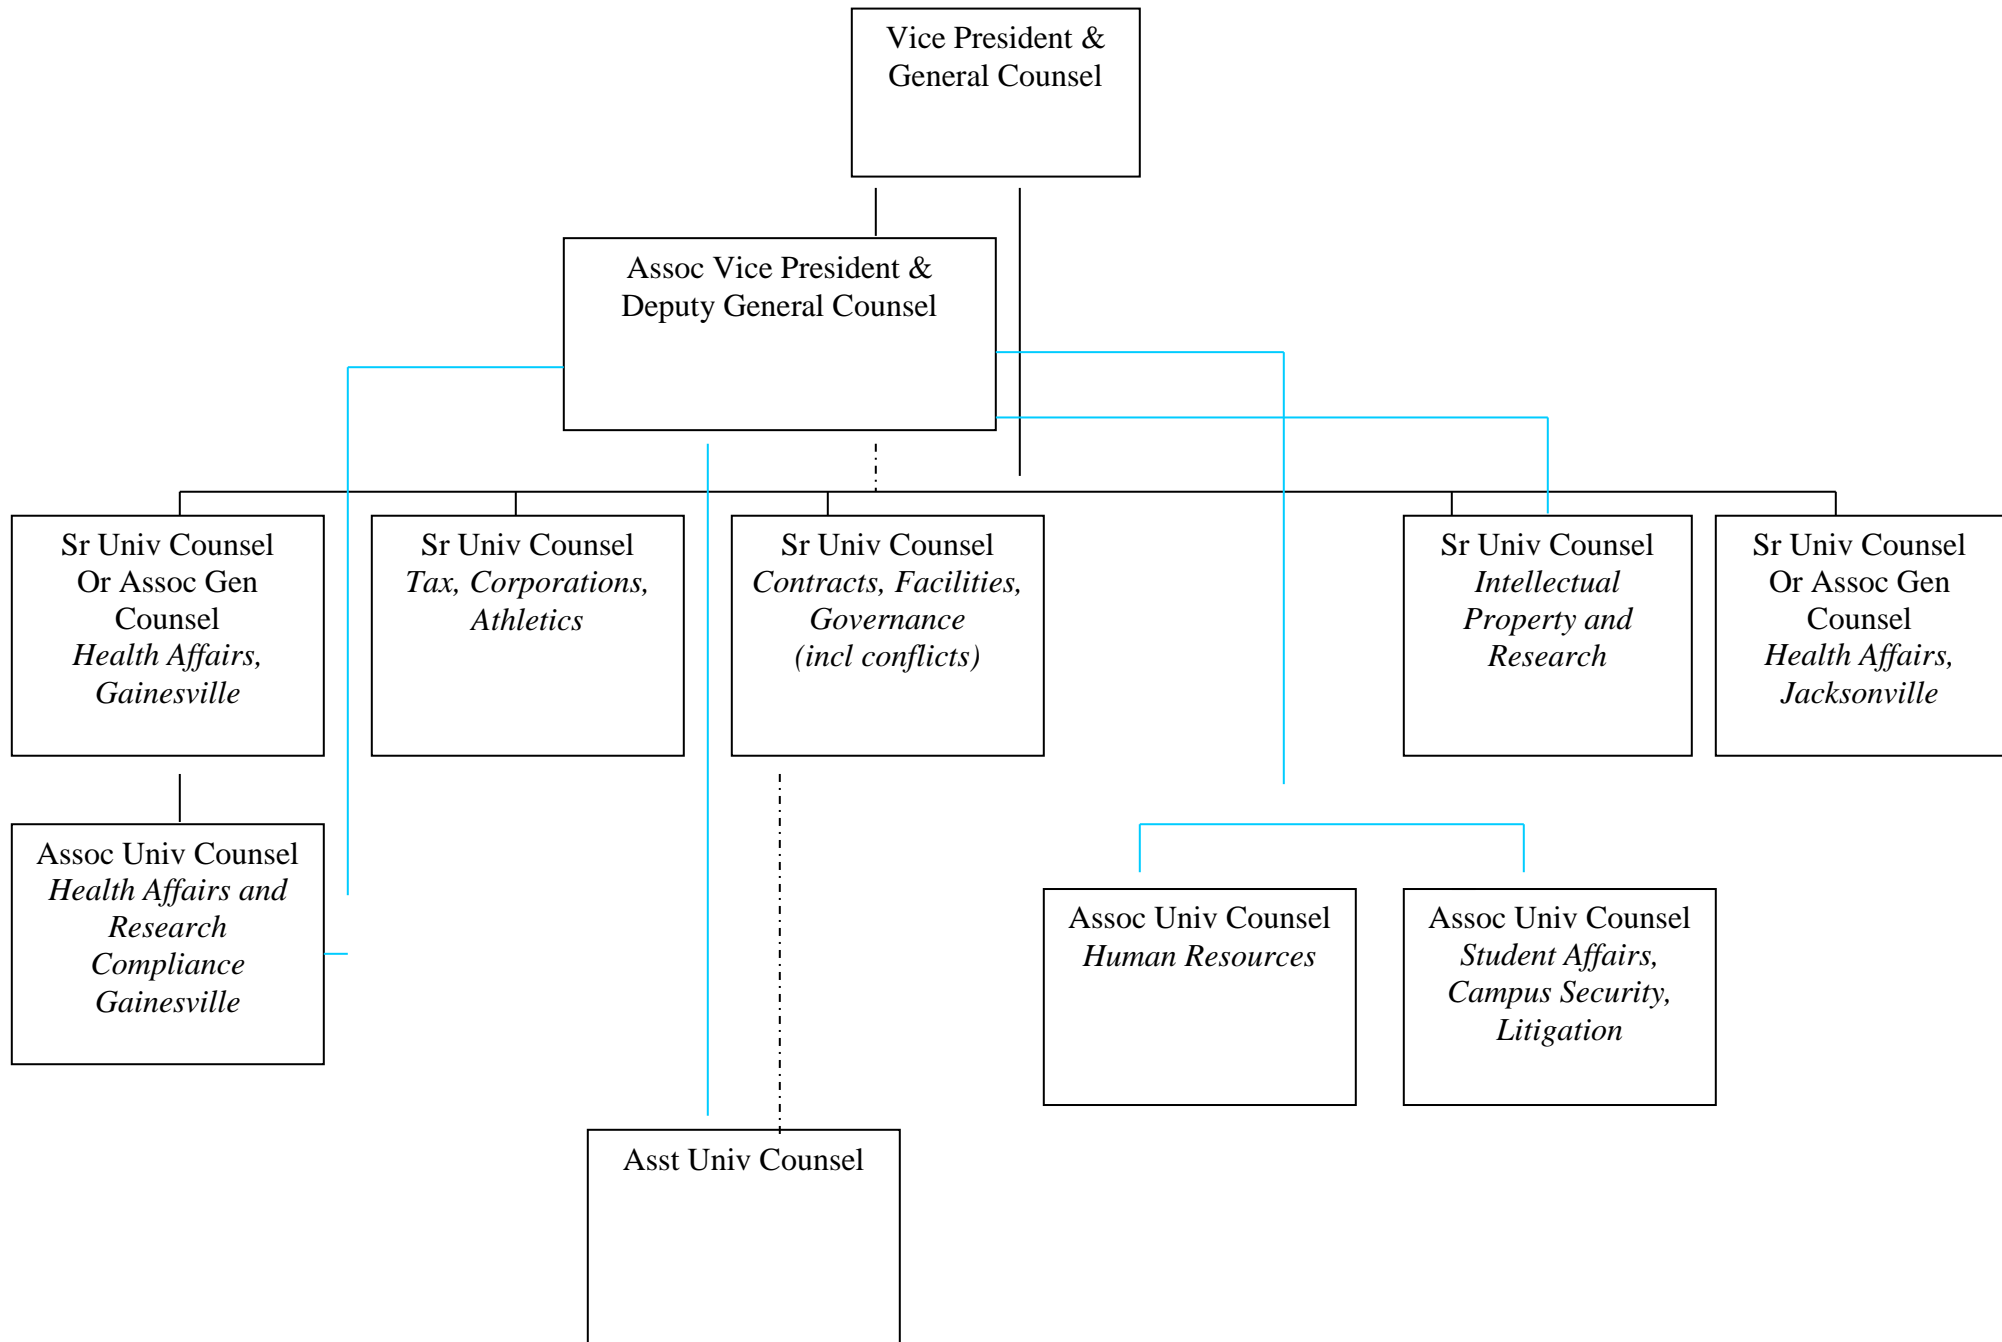 Vice President &
General Counsel
Assoc Vice President &
Deputy General Counsel
Sr Univ Counsel
Or Assoc Gen
Counsel
Health Affairs,
Gainesville
Sr Univ Counsel
Tax, Corporations,
Athletics
Sr Univ Counsel
Contracts, Facilities,
Governance
(incl conflicts)
Sr Univ Counsel
Intellectual
Property and
Research
Sr Univ Counsel
Or Assoc Gen
Counsel
Health Affairs,
Jacksonville
Assoc Univ Counsel
Health Affairs and
Research
Compliance
Gainesville
Assoc Univ Counsel
Human Resources
Assoc Univ Counsel
Student Affairs,
Campus Security,
Litigation
Asst Univ Counsel